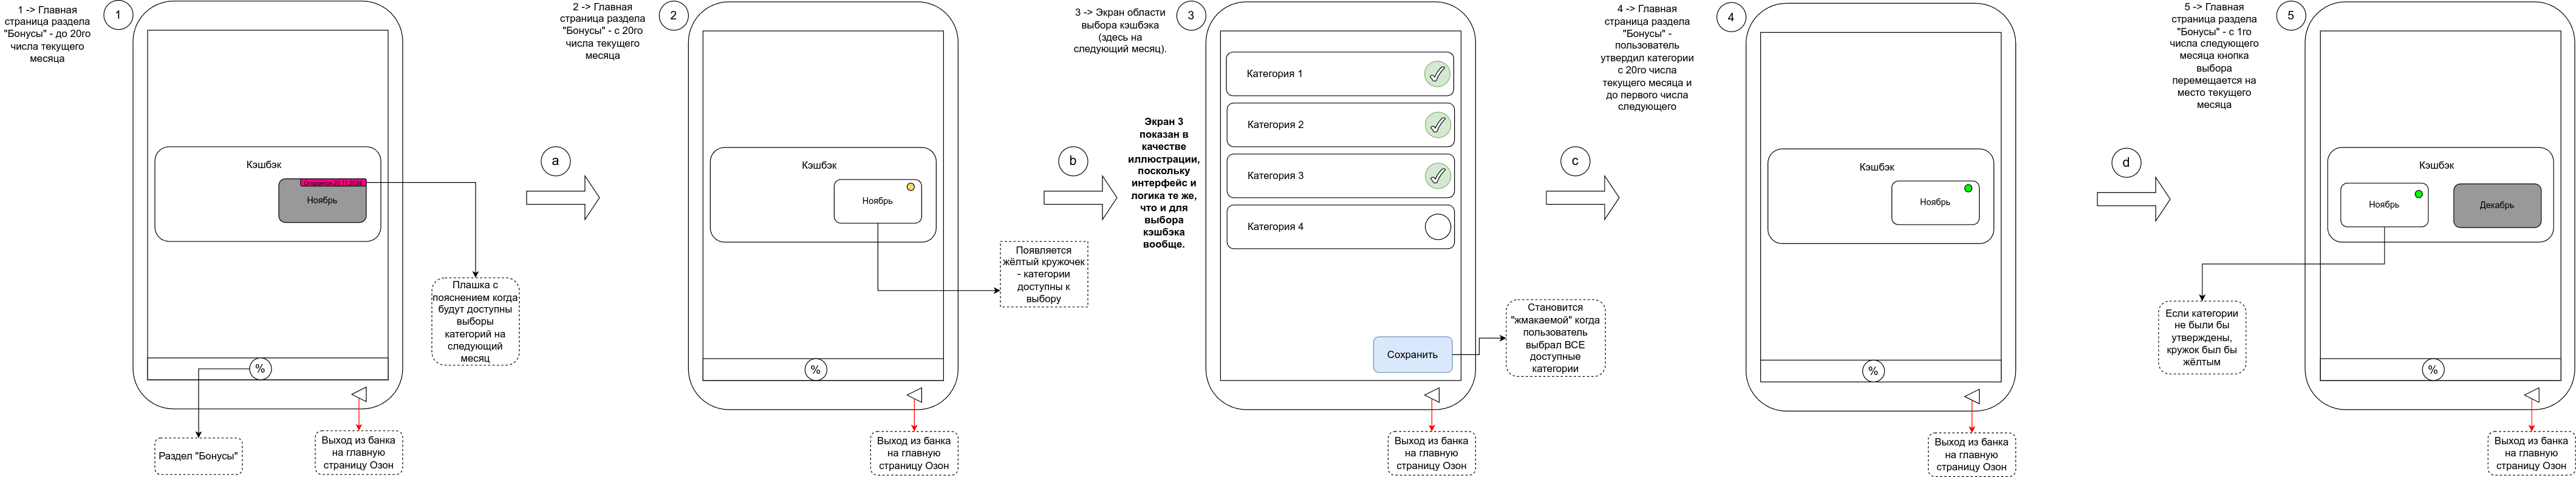 1 -> Главная
страница раздела
"Бонусы" - до 20го
числа текущего
месяца
1
Кэшбэк
Ноябрь
Плашка с
пояснением когда
будут доступны
выборы
категорий на
следующий
месяц
%
Раздел "Бонусы"
Выход из банка
на главную
страницу Озон
a
2 -> Главная
страница раздела
"Бонусы" - с 20го
числа текущего
месяца
2
Кэшбэк
Ноябрь
Появляется
жёлтый кружочек
- категории
доступны к
выбору
%
Выход из банка
на главную
страницу Озон
b
3 -> Экран области
выбора кэшбэка
(здесь на
следующий месяц).
3
Экран 3
показан в
качестве
иллюстрации,
поскольку
интерфейс и
логика те же,
что и для
выбора
кэшбэка
вообще.
Категория 1
Категория 2
Категория 3
Категория 4
Сохранить
Становится
"жмакаемой" когда
пользователь
выбрал ВСЕ
доступные
категории
Выход из банка
на главную
страницу Озон
c
4 -> Главная
страница раздела
"Бонусы" -
пользователь
утвердил категории
с 20го числа
текущего месяца и
до первого числа
следующего
4
Кэшбэк
Ноябрь
%
Выход из банка
на главную
страницу Озон
d
5 -> Главная
страница раздела
"Бонусы" - с 1го
числа следующего
месяца кнопка
выбора
перемещается на
место текущего
месяца
5
Кэшбэк
Ноябрь
Декабрь
Если категории
не были бы
утверждены,
кружок был бы
жёлтым
%
Выход из банка
на главную
страницу Озон